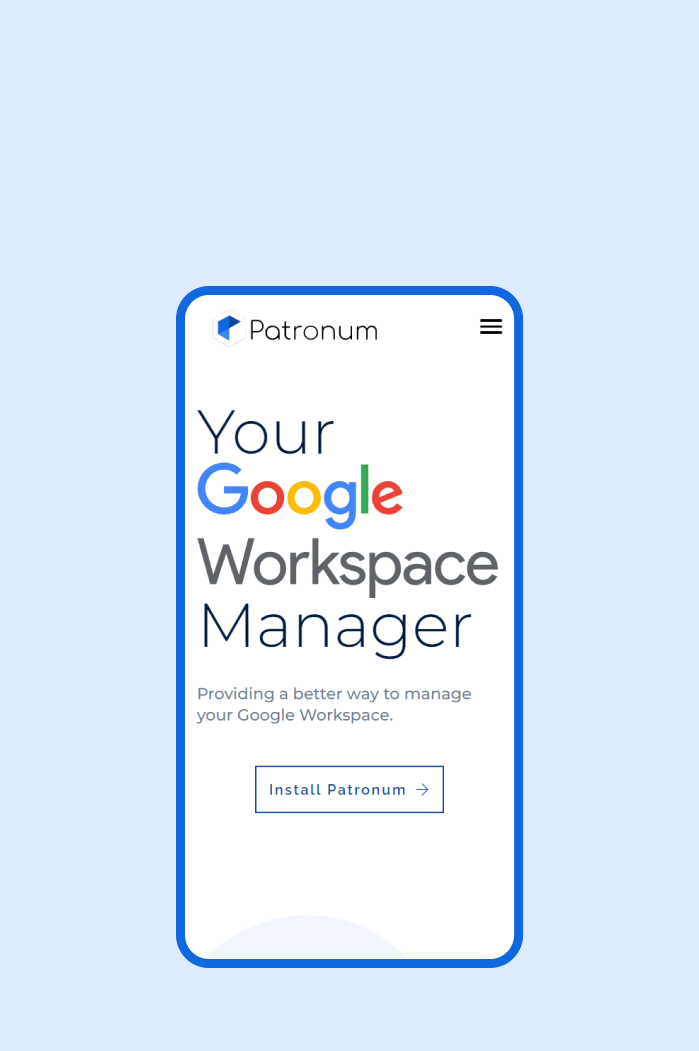 Patronum
Your
Google
Workspace
Manager
Providing a better way to manage
your Google Workspace.
Install Patronum